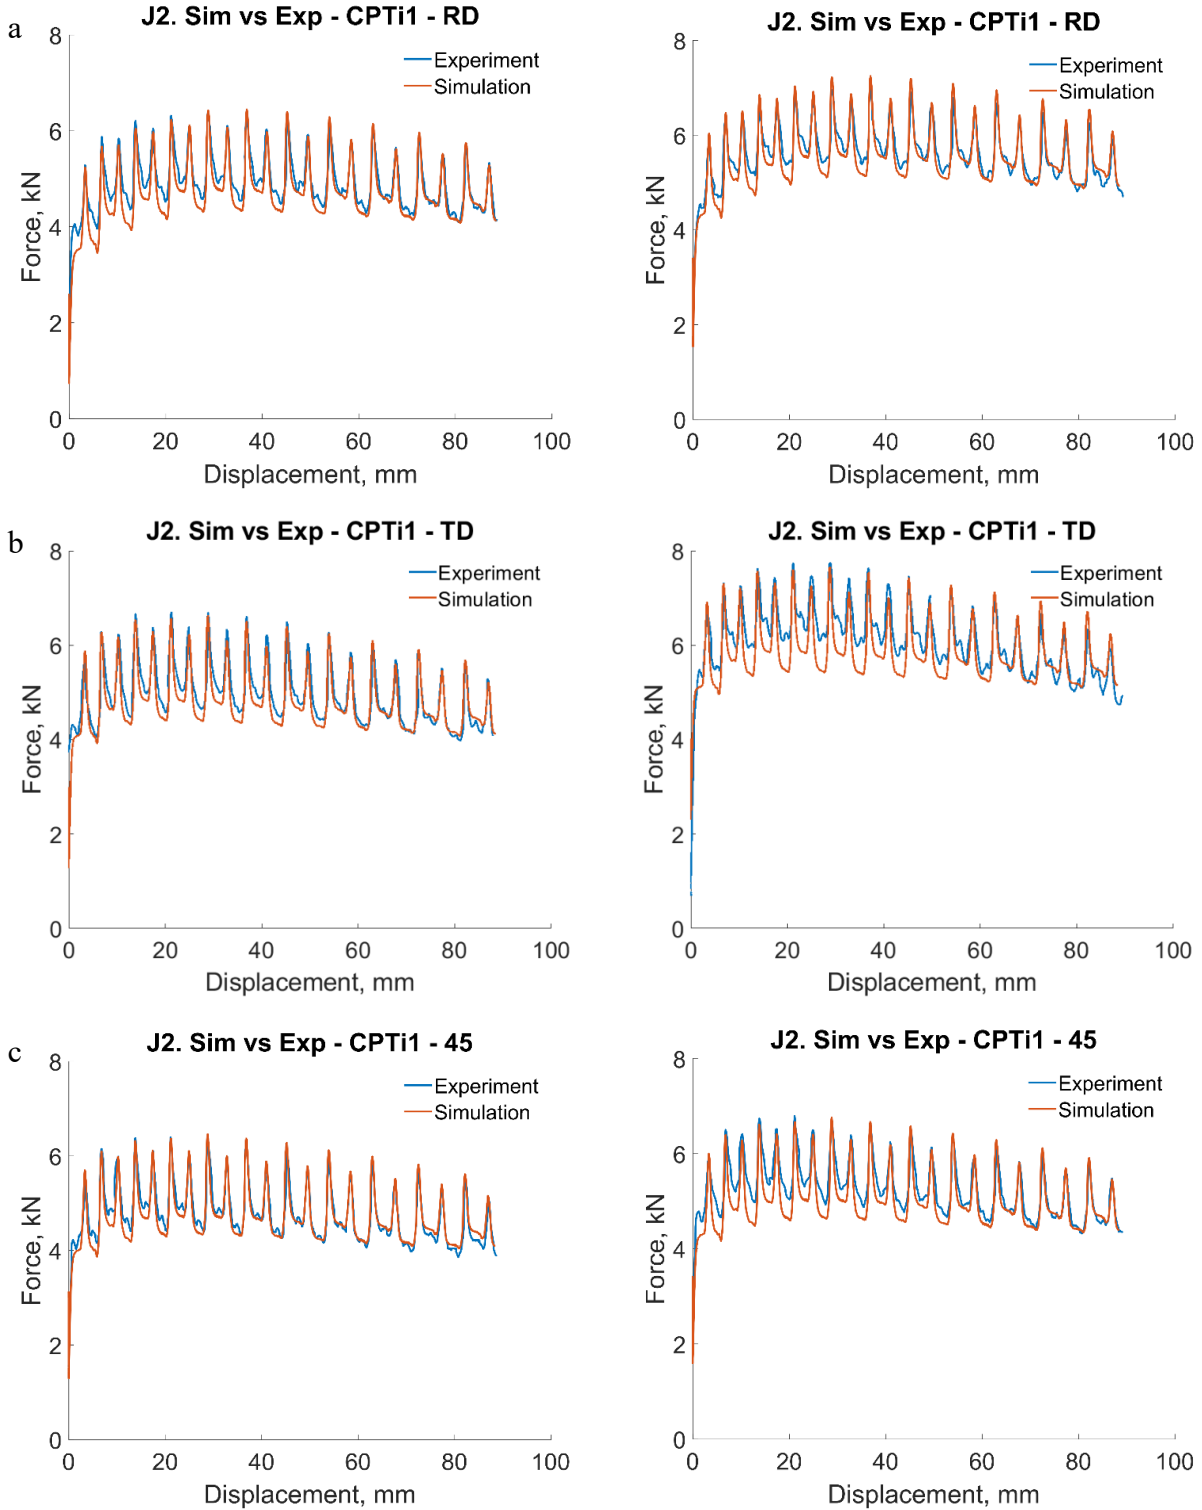 a
J2. Sim vs Exp - CPTi1 - RD
8
6
4
2
0
Force, kN
Experiment
Simulation
0 20 40 60 80 100
Displacement, mm
J2. Sim vs Exp - CPTi1 - RD
8
6
4
2
0
Force, kN
Experiment
Simulation
0 20 40 60 80 100
Displacement, mm
b
J2. Sim vs Exp - CPTi1 - TD
8
6
4
2
0
Force, kN
Experiment
Simulation
0 20 40 60 80 100
Displacement, mm
J2. Sim vs Exp - CPTi1 - TD
8
6
4
2
0
Force, kN
Experiment
Simulation
0 20 40 60 80 100
Displacement, mm
c
J2. Sim vs Exp - CPTi1 - 45
8
6
4
2
0
Force, kN
Experiment
Simulation
0 20 40 60 80 100
Displacement, mm
J2. Sim vs Exp - CPTi1 - 45
8
6
4
2
0
Force, kN
Experiment
Simulation
0 20 40 60 80 100
Displacement, mm